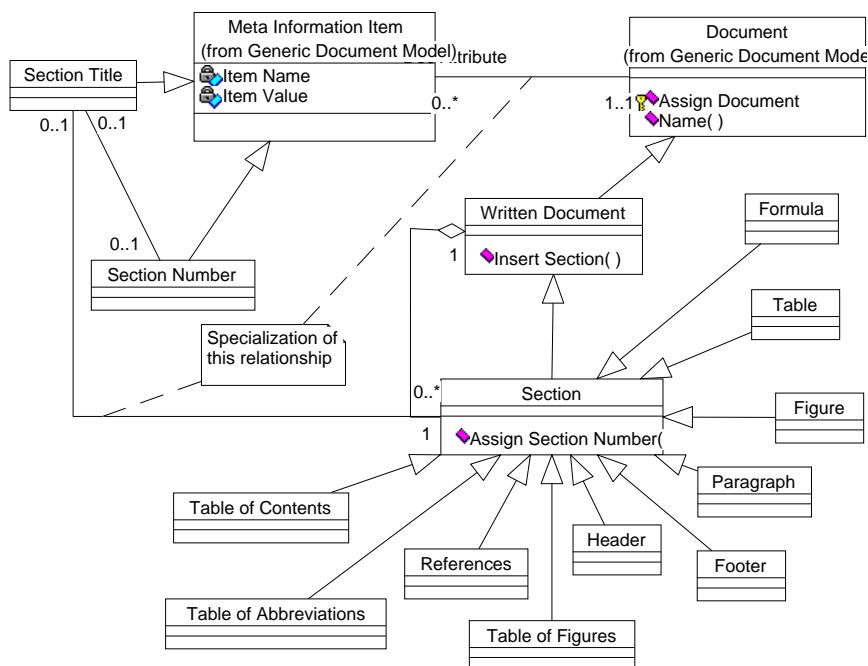 Meta Information Item
(from Generic Document Model)
Item Name
Item Value
Document
(from Generic Document Mode
Assign Document
Name( )
Section Title
0..1
0..1
0..*
1..1
0..1
Section Number
Written Document
Insert Section( )
1
Formula
Table
Specialization of
this relationship
0..*
Section
Assign Section Number(
1
Figure
Paragraph
Table of Contents
References
Header
Footer
Table of Abbreviations
Table of Figures